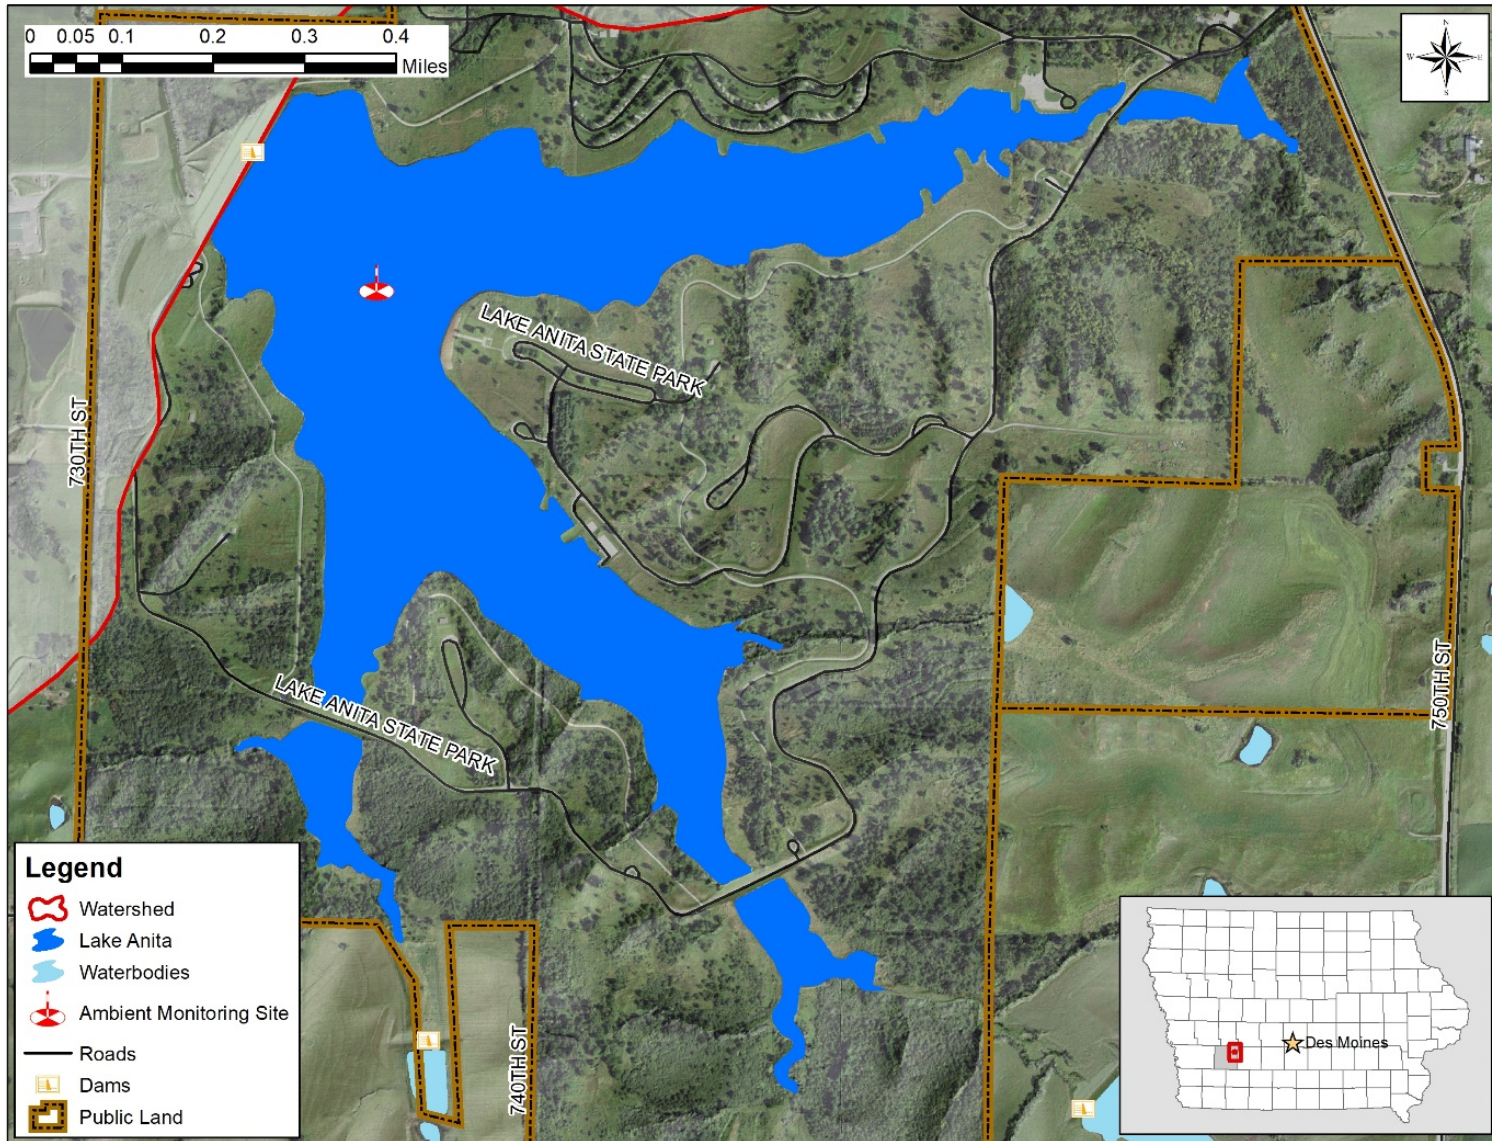 0 0.05 0.1 0.2 0.3 0.4
Miles
N
W E
S
LAKE ANITA STATE PARK
730TH ST
750TH ST
LAKE ANITA STATE PARK
740TH ST
Legend
Watershed
Lake Anita
Waterbodies
Ambient Monitoring Site
Roads
Dams
Public Land
Des Moines